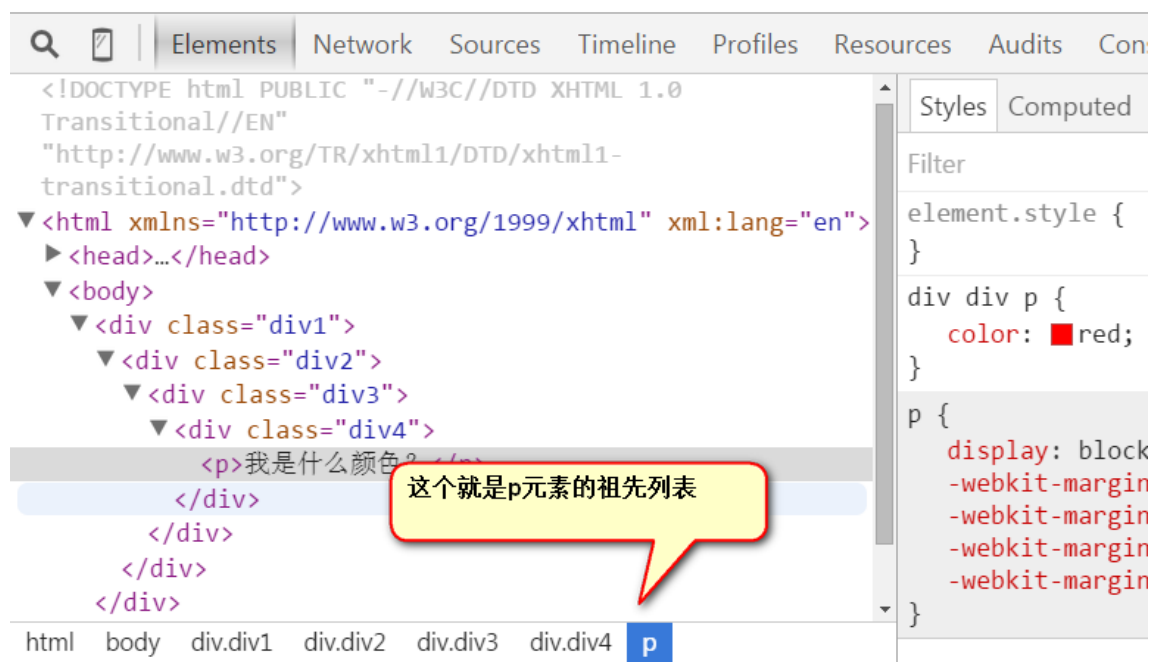 Elements Network Sources Timeline Profiles Resources Audits Con
<!DOCTYPE html PUBLIC "-//W3C//DTD XHTML 1.0
Transitional//EN"
"http://www.w3.org/TR/xhtml1/DTD/xhtml1-
transitional.dtd">
▼<html xmlns="http://www.w3.org/1999/xhtml" xml:lang="en">
▶<head>…</head>
▼<body>
▼<div class="div1">
▼<div class="div2">
▼<div class="div3">
▼<div class="div4">
<p>我是什么颜色?</p>
</div>
</div>
</div>
</div>
这个就是p元素的祖先列表
html body div.div1 div.div2 div.div3 div.div4 p
Styles Computed
Filter
element.style {
}
div div p {
color: red;
}
p {
display: block
-webkit-margin
-webkit-margin
-webkit-margin
-webkit-margin
}